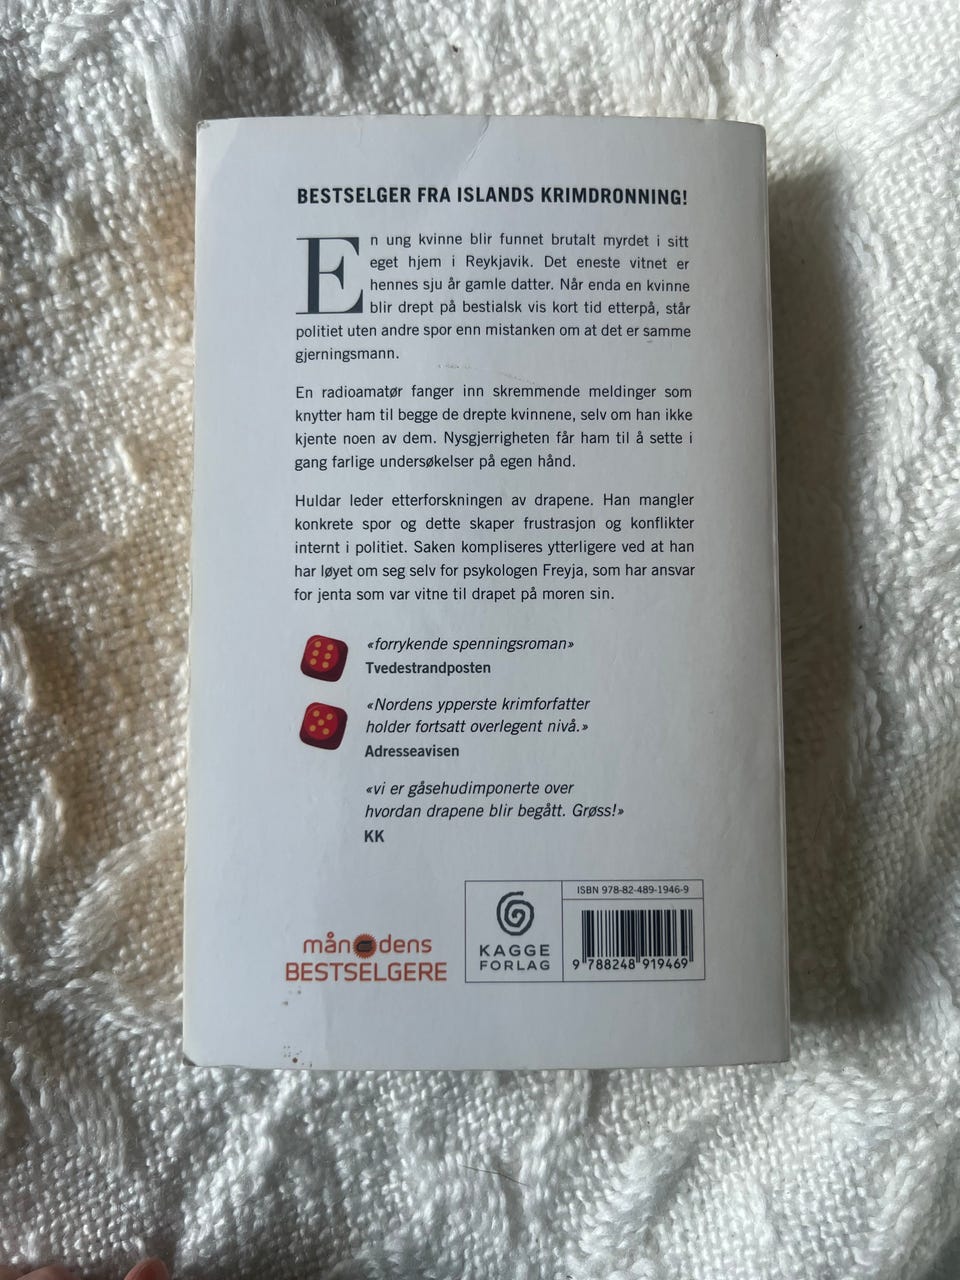 BESTSELGER FRA ISLANDS KRIMDRONNING!
En ung kvinne blir funnet brutalt myrdet i sitt
eget hjem i Reykjavik. Det eneste vitnet er
hennes sju år gamle datter. Når enda en kvinne
blir drept på bestialsk vis kort tid etterpå, står
politiet uten andre spor enn mistanken om at det er samme
gjerningsmann.
En radioamatør fanger inn skremmende meldinger som
knytter ham til begge de drepte kvinnene, selv om han ikke
kjente noen av dem. Nysgjerrigheten får ham til å sette i
gang farlige undersøkelser på egen hånd.
Huldar leder etterforskningen av drapene. Han mangler
konkrete spor og dette skaper frustrasjon og konflikter
internt i politiet. Saken kompliseres ytterligere ved at han
har løyet om seg selv for psykologen Freyja, som har ansvar
for jenta som var vitne til drapet på moren sin.
«forrykende spenningsroman»
Tvedestrandposten
«Nordens ypperste krimforfatter
holder fortsatt overlegent nivå.»
Adresseavisen
«vi er gåsehudimponerte over
hvordan drapene blir begått. Grøss!»
KK
månedens
BESTSELGERE
KAGGE
FORLAG
ISBN 978-82-489-1946-9
9 788248 919469